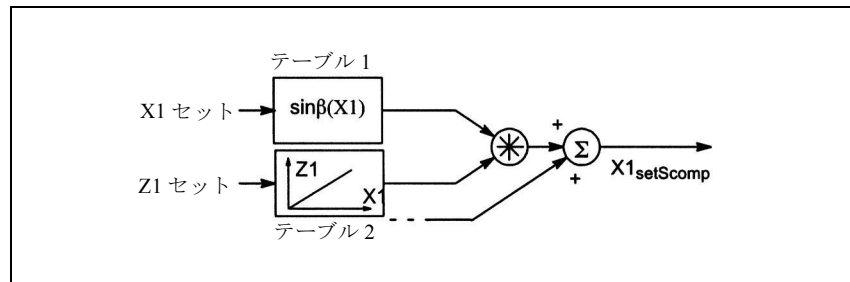 テーブル 1
X1 セット
sinβ(X1)
Z1
Z1 セット
X1
テーブル 2
+
Σ
+
X1setScomp